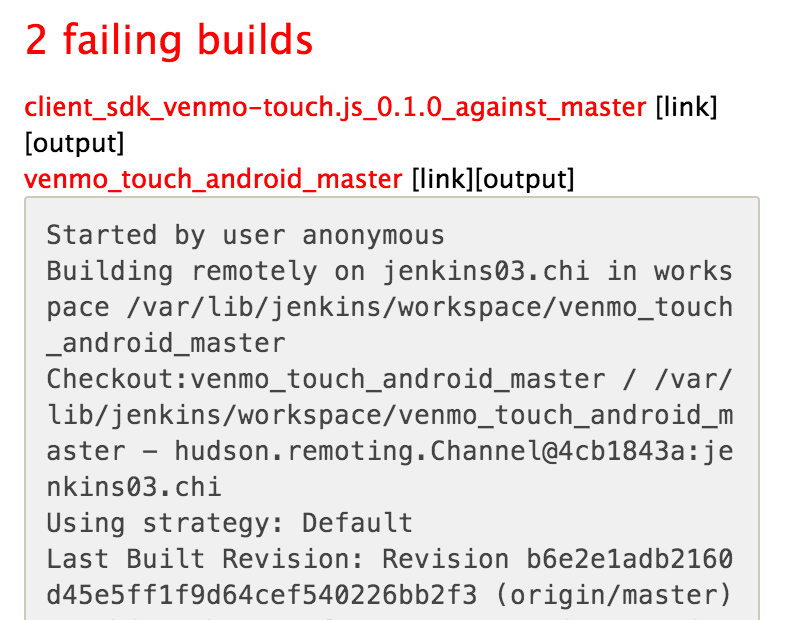 2 failing builds
client_sdk_venmo-touch.js_0.1.0_against_master [link]
[output]
venmo_touch_android_master [link][output]
Started by user anonymous
Building remotely on jenkins03.chi in works
pace /var/lib/jenkins/workspace/venmo_touch
_android_master
Checkout:venmo_touch_android_master / /var/
lib/jenkins/workspace/venmo_touch_android_m
aster - hudson.remoting.Channel@4cb1843a:je
nkins03.chi
Using strategy: Default
Last Built Revision: Revision b6e2e1adb2160
d45e5ff1f9d64cef540226bb2f3 (origin/master)